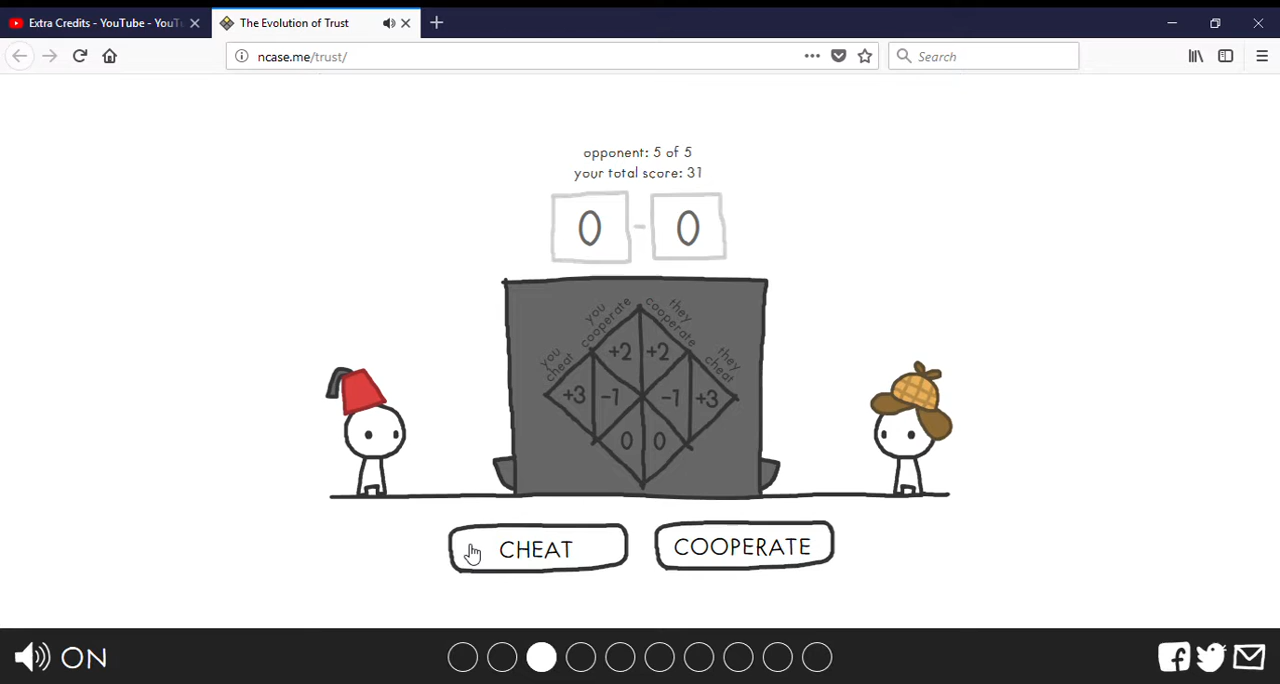 Extra Credits - YouTube - YouTu
The Evolution of Trust
ncase.me/trust/
Search
opponent: 5 of 5
your total score: 31
0 - 0
you cooperate
they cooperate
you cheat
they cheat
+2 +2
+3 -1 -1 +3
0 0
CHEAT
COOPERATE
ON